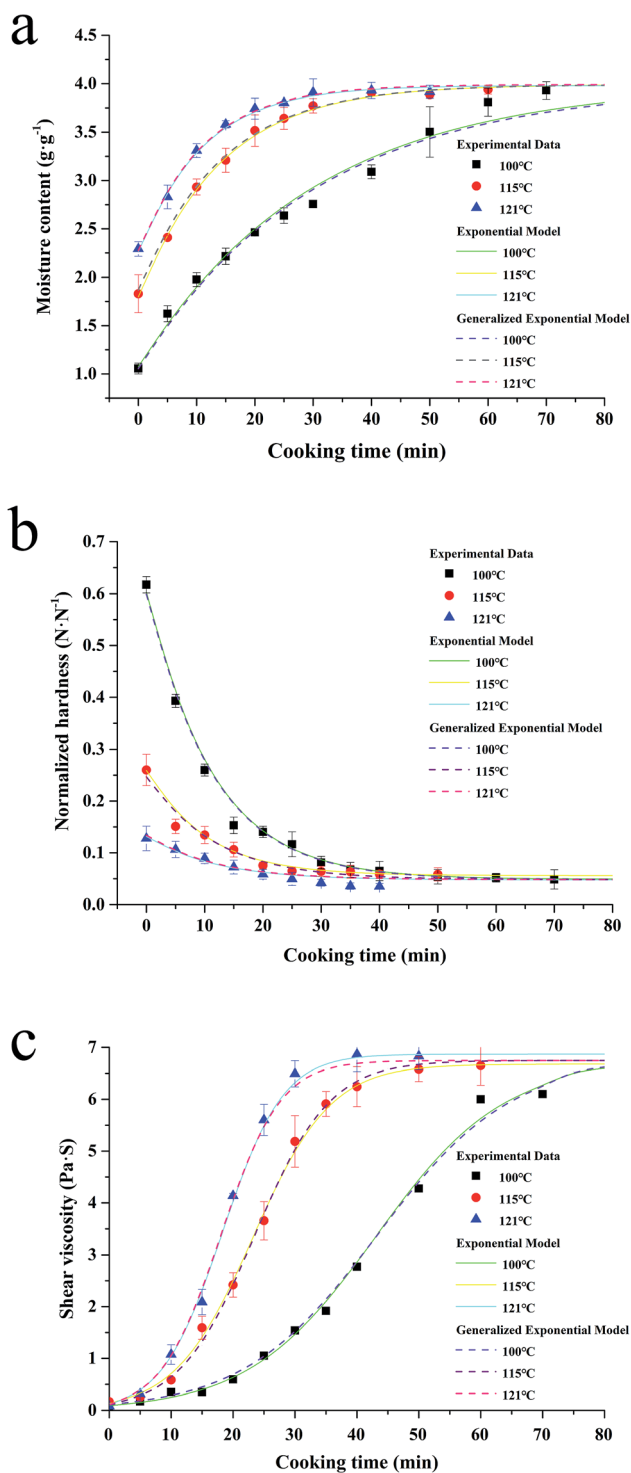 a
4.5
4.0
3.5
3.0
2.5
2.0
1.5
1.0
Moisture content (g·g⁻¹)
Experimental Data
100℃
115℃
121℃
Exponential Model
100℃
115℃
121℃
Generalized Exponential Model
100℃
115℃
121℃
0 10 20 30 40 50 60 70 80
Cooking time (min)
b
0.7
0.6
0.5
0.4
0.3
0.2
0.1
0.0
Normalized hardness (N·N⁻¹)
Experimental Data
100℃
115℃
121℃
Exponential Model
100℃
115℃
121℃
Generalized Exponential Model
100℃
115℃
121℃
0 10 20 30 40 50 60 70 80
Cooking time (min)
c
7
6
5
4
3
2
1
0
Shear viscosity (Pa·S)
Experimental Data
100℃
115℃
121℃
Exponential Model
100℃
115℃
121℃
Generalized Exponential Model
100℃
115℃
121℃
0 10 20 30 40 50 60 70 80
Cooking time (min)